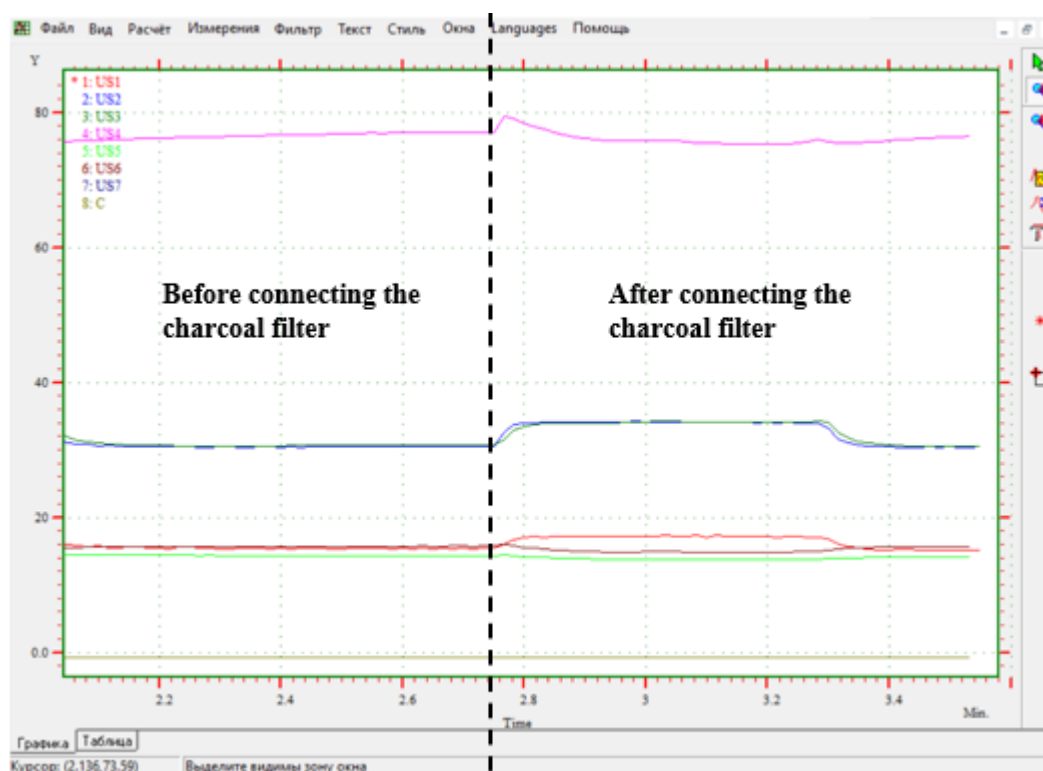 Файл Вид Расчёт Измерения Фильтр Текст Стиль Окна Languages Помощь
Y
* 1: US1
2: US2
3: US3
4: US4
5: US5
6: US6
7: US7
8: C
80
60
40
20
0.0
Before connecting the
charcoal filter
After connecting the
charcoal filter
2.2 2.4 2.6 2.8 3 3.2 3.4
Time
Min.
Графика Таблица
Курсор: (2.136,73.59) Выделите видимы зону окна